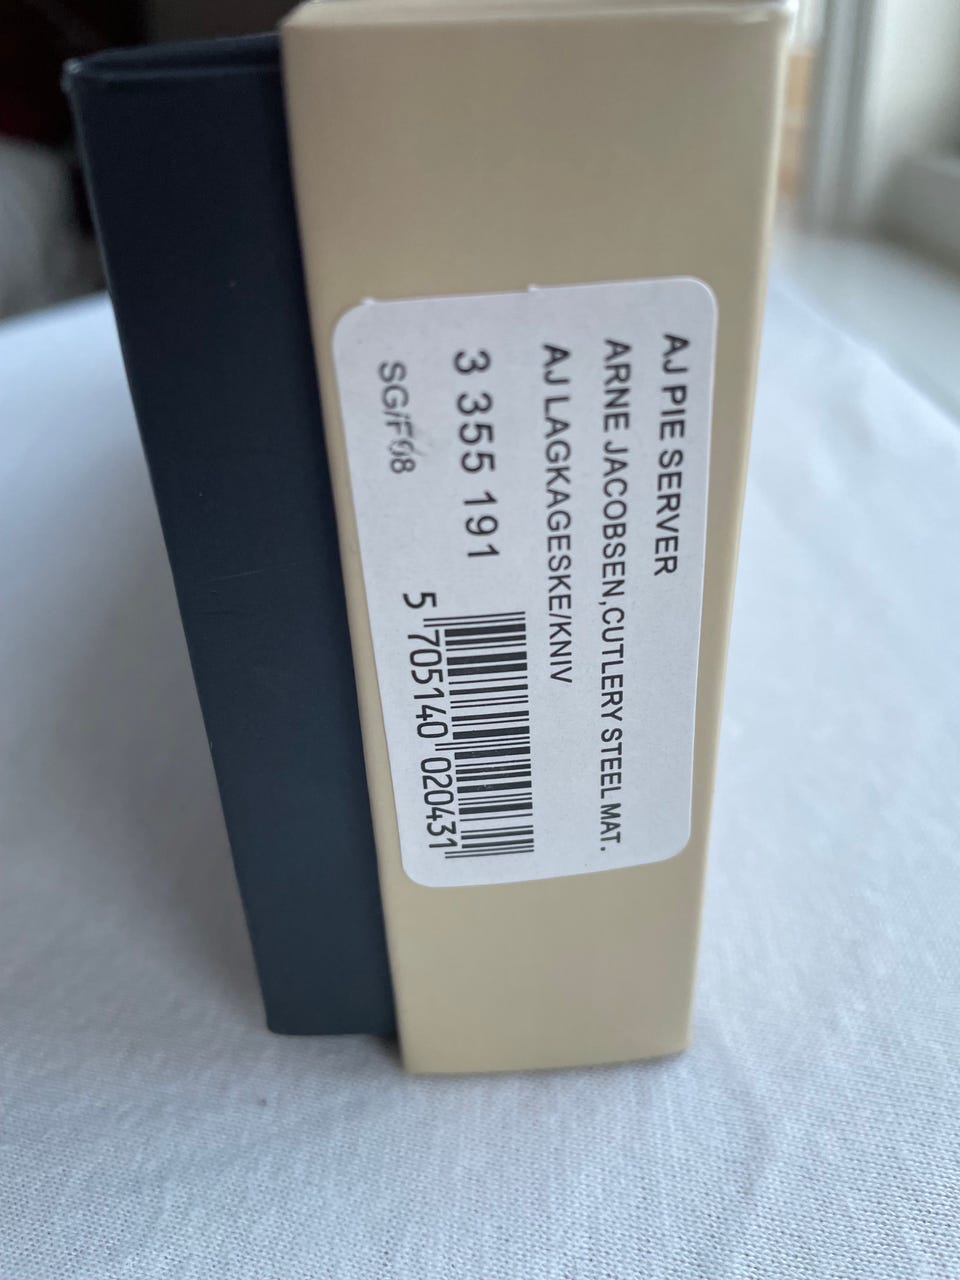 AJ PIE SERVER
ARNE JACOBSEN,CUTLERY STEEL MAT.
AJ LAGKAGESKE/KNIV
3 355 191
SG/F08
5 705140 020431